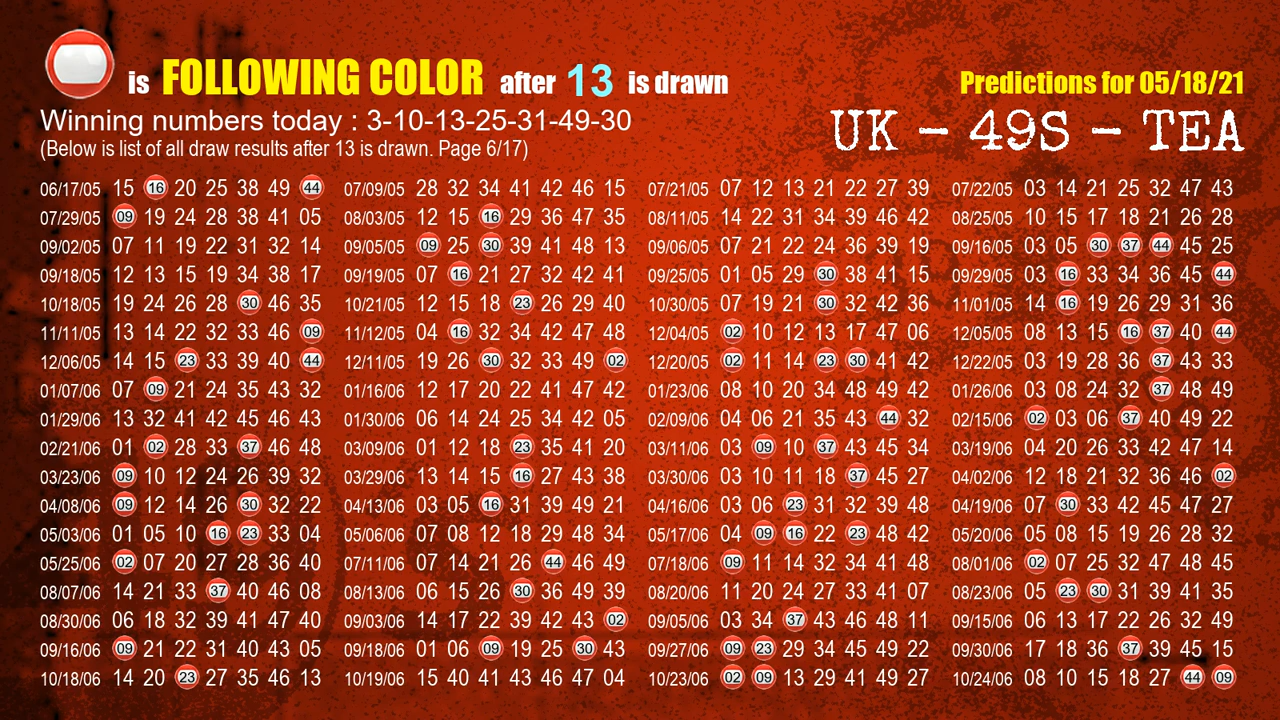 is FOLLOWING COLOR after 13 is drawn
Predictions for 05/18/21
Winning numbers today : 3-10-13-25-31-49-30
UK - 49S - TEA
(Below is list of all draw results after 13 is drawn. Page 6/17)
06/17/05 15 16 20 25 38 49 44 07/09/05 28 32 34 41 42 46 15 07/21/05 07 12 13 21 22 27 39 07/22/05 03 14 21 25 32 47 43
07/29/05 09 19 24 28 38 41 05 08/03/05 12 15 16 29 36 47 35 08/11/05 14 22 31 34 39 46 42 08/25/05 10 15 17 18 21 26 28
09/02/05 07 11 19 22 31 32 14 09/05/05 09 25 30 39 41 48 13 09/06/05 07 21 22 24 36 39 19 09/16/05 03 05 30 37 44 45 25
09/18/05 12 13 15 19 34 38 17 09/19/05 07 16 21 27 32 42 41 09/25/05 01 05 29 30 38 41 15 09/29/05 03 16 33 34 36 45 44
10/18/05 19 24 26 28 30 46 35 10/21/05 12 15 18 23 26 29 40 10/30/05 07 19 21 30 32 42 36 11/01/05 14 16 19 26 29 31 36
11/11/05 13 14 22 32 33 46 09 11/12/05 04 16 32 34 42 47 48 12/04/05 02 10 12 13 17 47 06 12/05/05 08 13 15 16 37 40 44
12/06/05 14 15 23 33 39 40 44 12/11/05 19 26 30 32 33 49 02 12/20/05 02 11 14 23 30 41 42 12/22/05 03 19 28 36 37 43 33
01/07/06 07 09 21 24 35 43 32 01/16/06 12 17 20 22 41 47 42 01/23/06 08 10 20 34 48 49 42 01/26/06 03 08 24 32 37 48 49
01/29/06 13 32 41 42 45 46 43 01/30/06 06 14 24 25 34 42 05 02/09/06 04 06 21 35 43 44 32 02/15/06 02 03 06 37 40 49 22
02/21/06 01 02 28 33 37 46 48 03/09/06 01 12 18 23 35 41 20 03/11/06 03 09 10 37 43 45 34 03/19/06 04 20 26 33 42 47 14
03/23/06 09 10 12 24 26 39 32 03/29/06 13 14 15 16 27 43 38 03/30/06 03 10 11 18 37 45 27 04/02/06 12 18 21 32 36 46 02
04/08/06 09 12 14 26 30 32 22 04/13/06 03 05 16 31 39 49 21 04/16/06 03 06 23 31 32 39 48 04/19/06 07 30 33 42 45 47 27
05/03/06 01 05 10 16 23 33 04 05/06/06 07 08 12 18 29 48 34 05/17/06 04 09 16 22 23 48 42 05/20/06 05 08 15 19 26 28 32
05/25/06 02 07 20 27 28 36 40 07/11/06 07 14 21 26 44 46 49 07/18/06 09 11 14 32 34 41 48 08/01/06 02 07 25 32 47 48 45
08/07/06 14 21 33 37 40 46 08 08/13/06 06 15 26 30 36 49 39 08/20/06 11 20 24 27 33 41 07 08/23/06 05 23 30 31 39 41 35
08/30/06 06 18 32 39 41 47 40 09/03/06 14 17 22 39 42 43 02 09/05/06 03 34 37 43 46 48 11 09/15/06 06 13 17 22 26 32 49
09/16/06 09 21 22 31 40 43 05 09/18/06 01 06 09 19 25 30 43 09/27/06 09 23 29 34 45 49 22 09/30/06 17 18 36 37 39 45 15
10/18/06 14 20 23 27 35 46 13 10/19/06 15 40 41 43 46 47 04 10/23/06 02 09 13 29 41 49 27 10/24/06 08 10 15 18 27 44 09